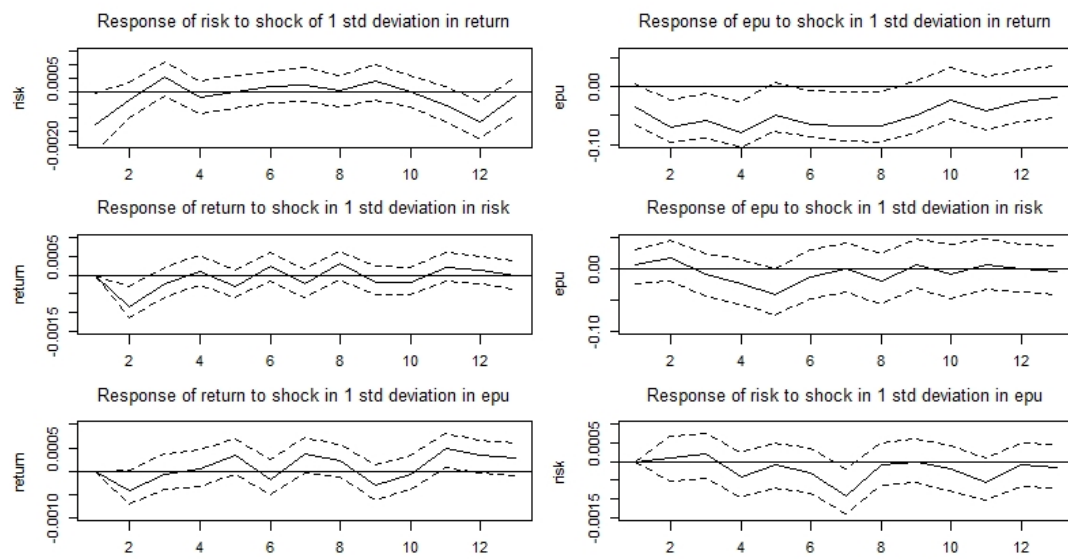 Response of risk to shock of 1 std deviation in return
risk
0.0005
-0.0020
2 4 6 8 10 12
Response of epu to shock in 1 std deviation in return
epu
0.00
-0.10
2 4 6 8 10 12
Response of return to shock in 1 std deviation in risk
return
0.0005
-0.0015
2 4 6 8 10 12
Response of epu to shock in 1 std deviation in risk
epu
0.00
-0.10
2 4 6 8 10 12
Response of return to shock in 1 std deviation in epu
return
0.0005
-0.0010
2 4 6 8 10 12
Response of risk to shock in 1 std deviation in epu
risk
0.0005
-0.0015
2 4 6 8 10 12